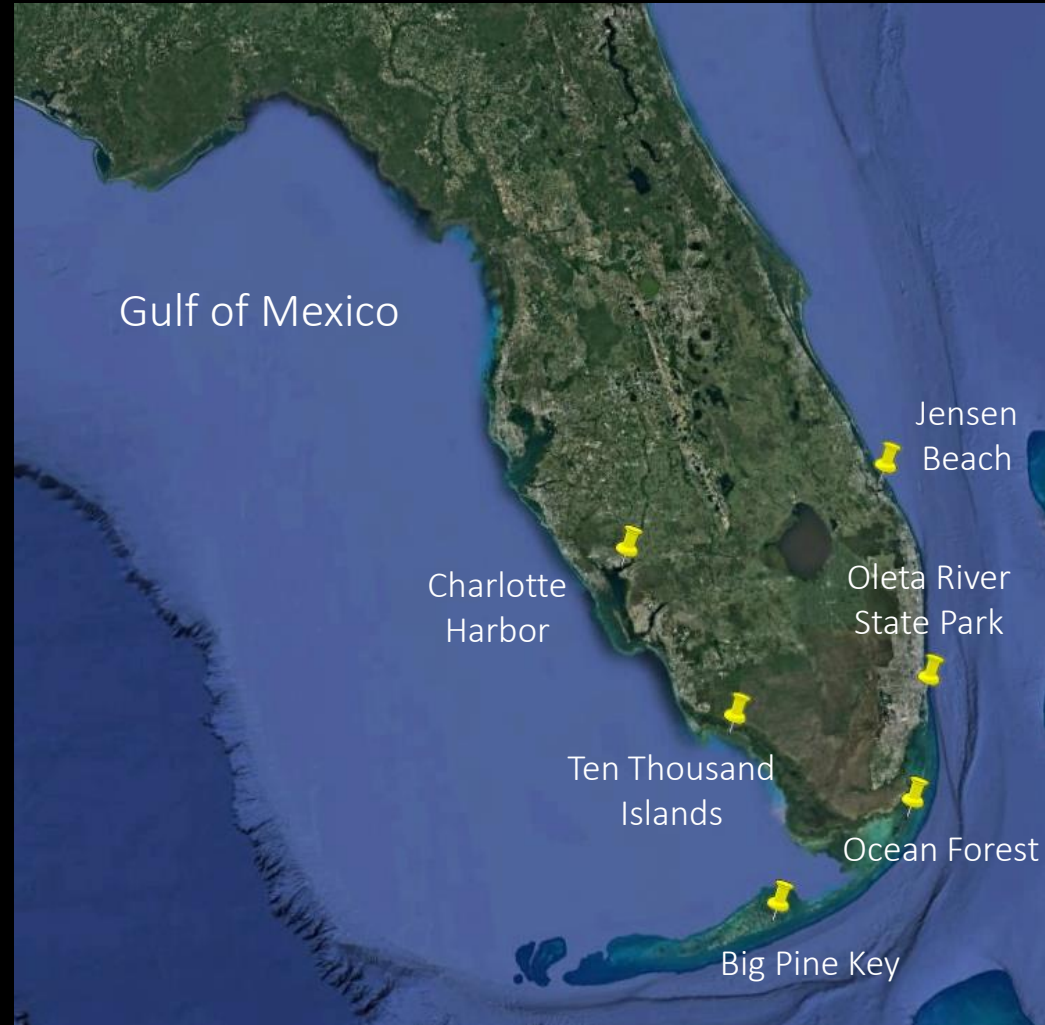 Gulf of Mexico
Jensen
Beach
Charlotte
Harbor
Oleta River
State Park
Ten Thousand
Islands
Ocean Forest
Big Pine Key